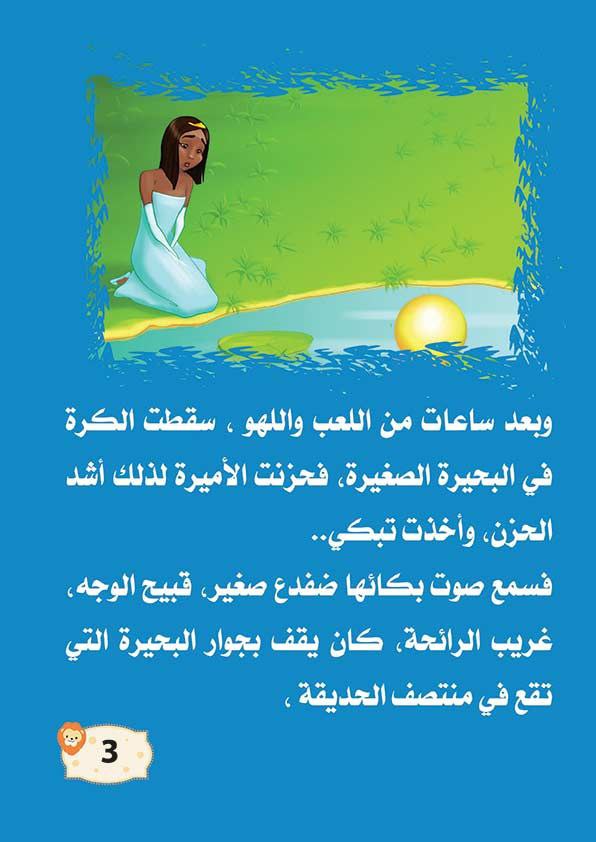 وبعد ساعات من اللعب واللهو ، سقطت الكرة
في البحيرة الصغيرة، فحزنت الأميرة لذلك أشد
الحزن، وأخذت تبكي..
فسمع صوت بكائها ضفدع صغير، قبيح الوجه،
غريب الرائحة، كان يقف بجوار البحيرة التي
تقع في منتصف الحديقة ،
3